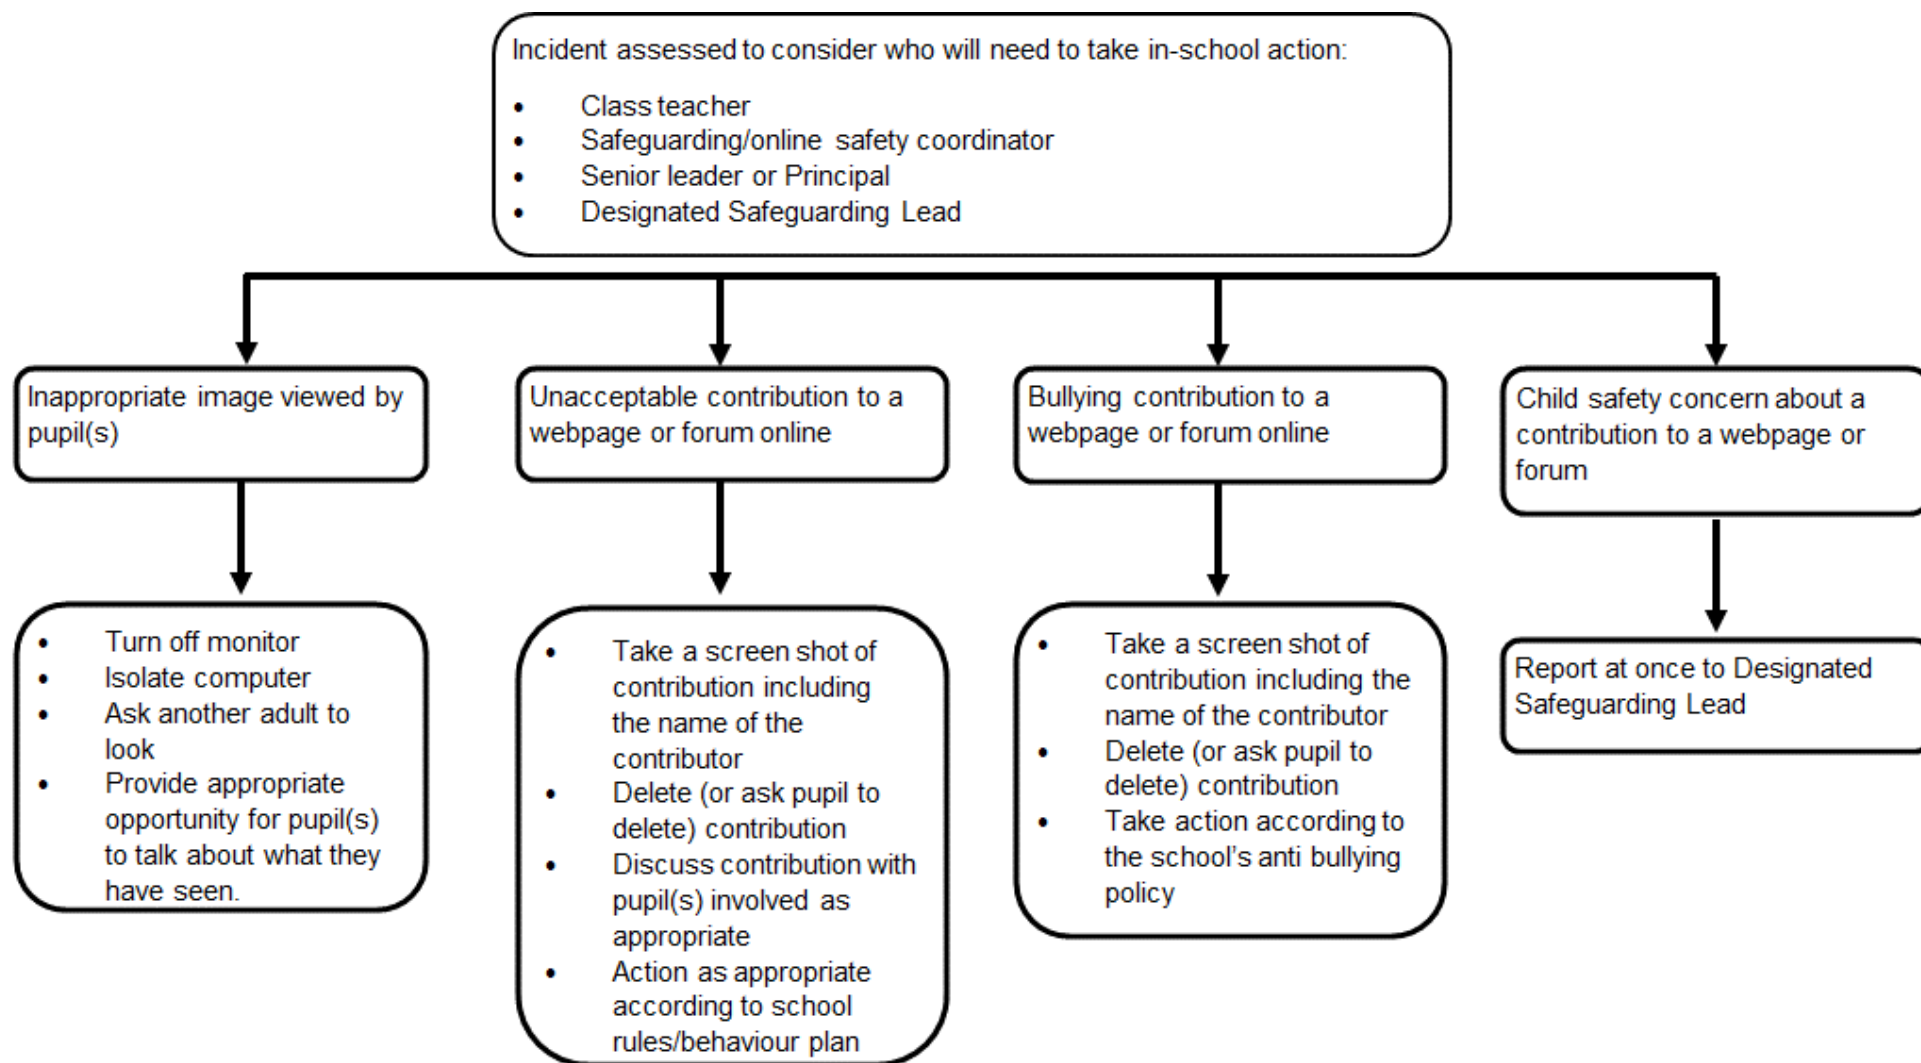 Incident assessed to consider who will need to take in-school action:
• Class teacher
• Safeguarding/online safety coordinator
• Senior leader or Principal
• Designated Safeguarding Lead
Inappropriate image viewed by
pupil(s)
Unacceptable contribution to a
webpage or forum online
Bullying contribution to a
webpage or forum online
Child safety concern about a
contribution to a webpage or
forum
• Turn off monitor
• Isolate computer
• Ask another adult to
look
• Provide appropriate
opportunity for pupil(s)
to talk about what they
have seen.
• Take a screen shot of
contribution including
the name of the
contributor
• Delete (or ask pupil to
delete) contribution
• Discuss contribution with
pupil(s) involved as
appropriate
• Action as appropriate
according to school
rules/behaviour plan
• Take a screen shot of
contribution including the
name of the contributor
• Delete (or ask pupil to
delete) contribution
• Take action according to
the school’s anti bullying
policy
Report at once to Designated
Safeguarding Lead